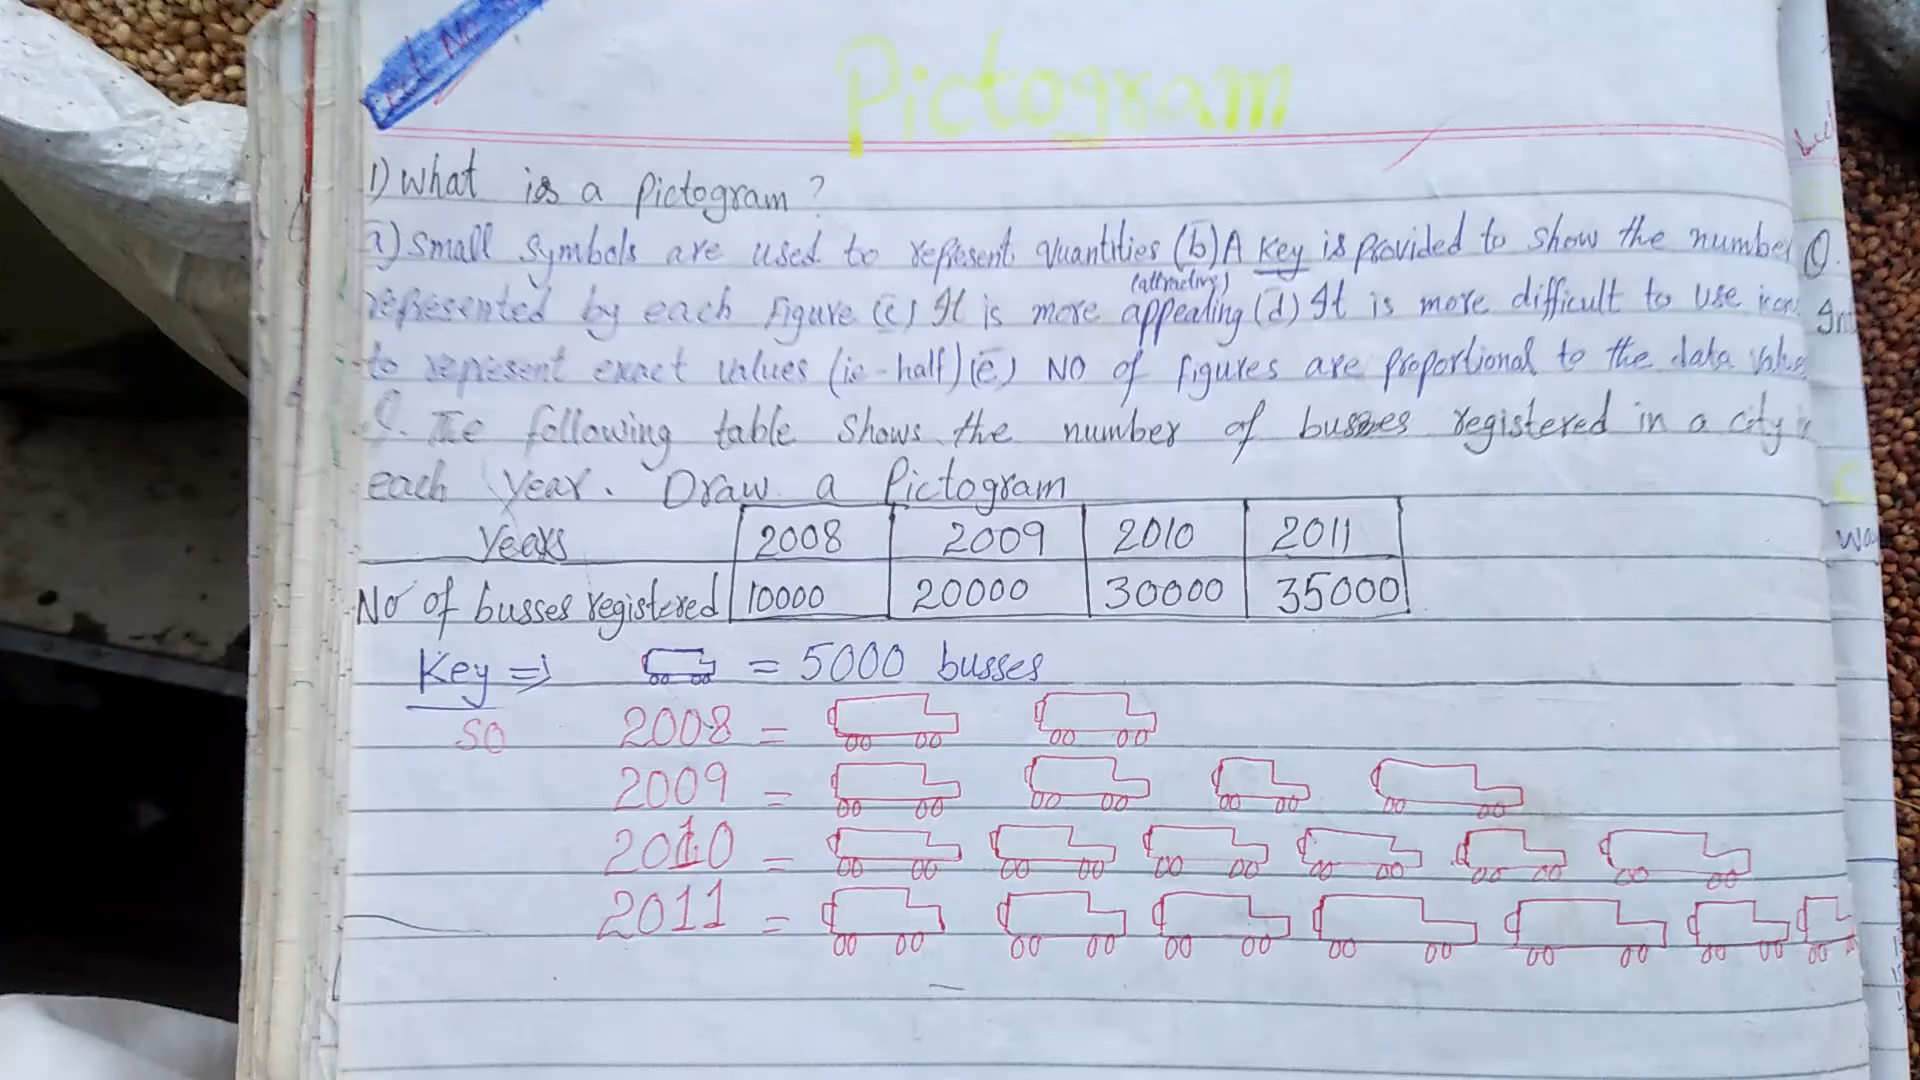 Pictogram
1) What is a Pictogram?
a) Small Symbols are used to represent Quantities (b) A Key is provided to show the number
(attractive)
represented by each Figure (c) It is more appealing (d) It is more difficult to use icons
to represent exact values (ie-half) (e) NO of figures are proportional to the data value
Q. The following table shows the number of busses registered in a city in
each year. Draw a Pictogram
Years 2008 2009 2010 2011
No of busses registered 10000 20000 30000 35000
Key => = 5000 busses
SO 2008 =
2009 =
2010 =
2011 =